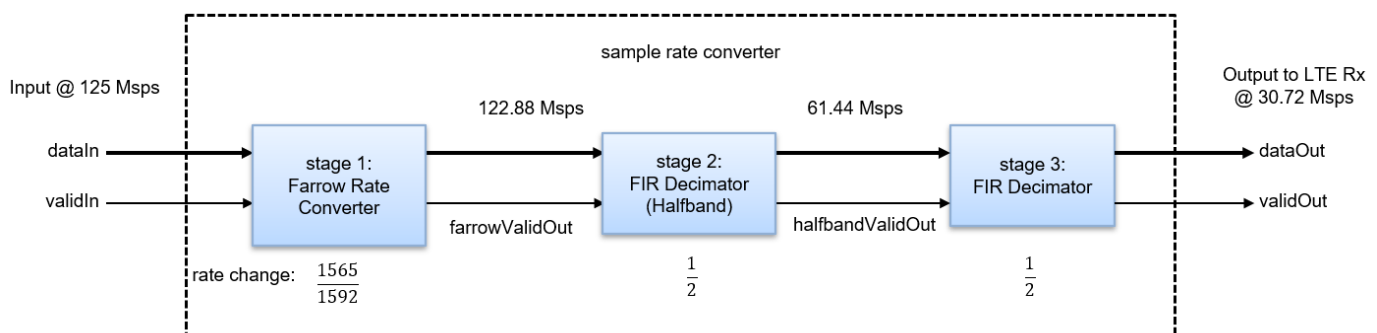 sample rate converter
Input @ 125 Msps
Output to LTE Rx
@ 30.72 Msps
122.88 Msps
61.44 Msps
dataIn
validIn
stage 1:
Farrow Rate
Converter
farrowValidOut
stage 2:
FIR Decimator
(Halfband)
halfbandValidOut
stage 3:
FIR Decimator
dataOut
validOut
rate change:
1565
1592
1
2
1
2